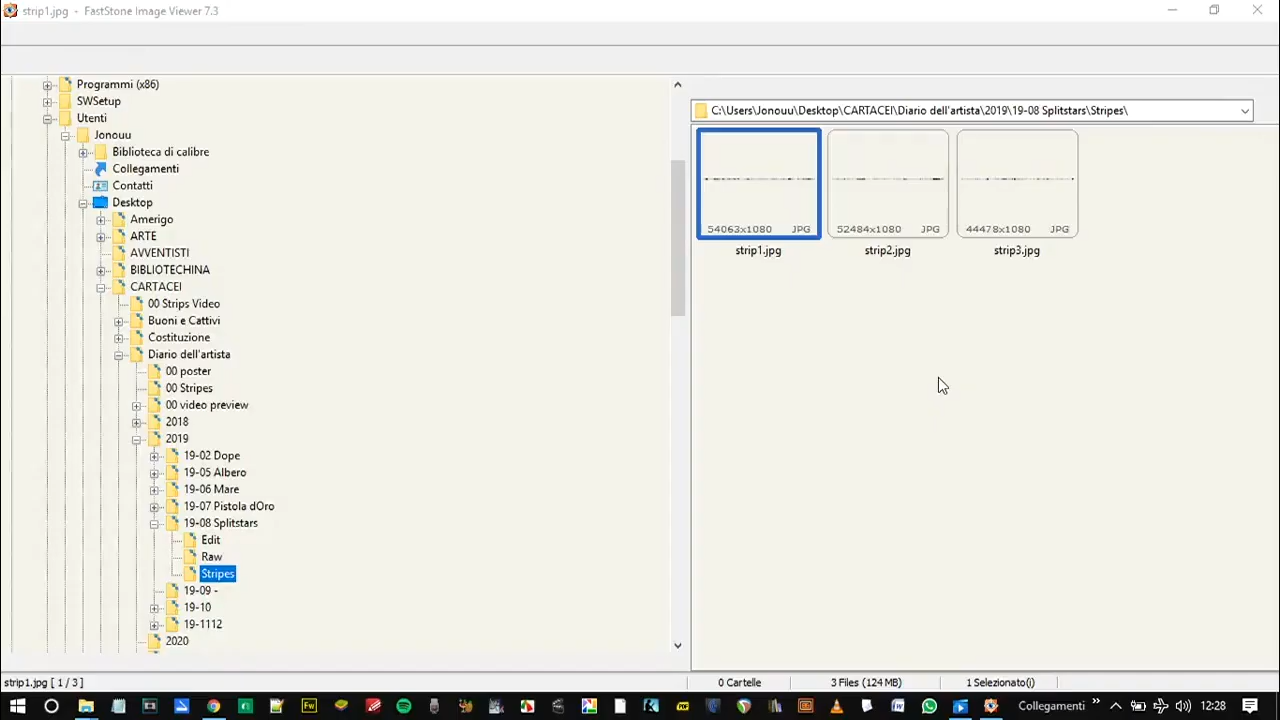 strip1.jpg - FastStone Image Viewer 7.3
Programmi (x86)
SWSetup
Utenti
Jonouu
Biblioteca di calibre
Collegamenti
Contatti
Desktop
Amerigo
ARTE
AVVENTISTI
BIBLIOTECHINA
CARTACEI
00 Strips Video
Buoni e Cattivi
Costituzione
Diario dell'artista
00 poster
00 Stripes
00 video preview
2018
2019
19-02 Dope
19-05 Albero
19-06 Mare
19-07 Pistola dOro
19-08 Splitstars
Edit
Raw
Stripes
19-09 -
19-10
19-1112
2020
C:\Users\Jonouu\Desktop\CARTACEI\Diario dell'artista\2019\19-08 Splitstars\Stripes\
54063x1080 JPG
strip1.jpg
52484x1080 JPG
strip2.jpg
44478x1080 JPG
strip3.jpg
strip1.jpg [ 1 / 3 ]
0 Cartelle
3 Files (124 MB)
1 Selezionato(i)
Fw
Collegamenti
12:28